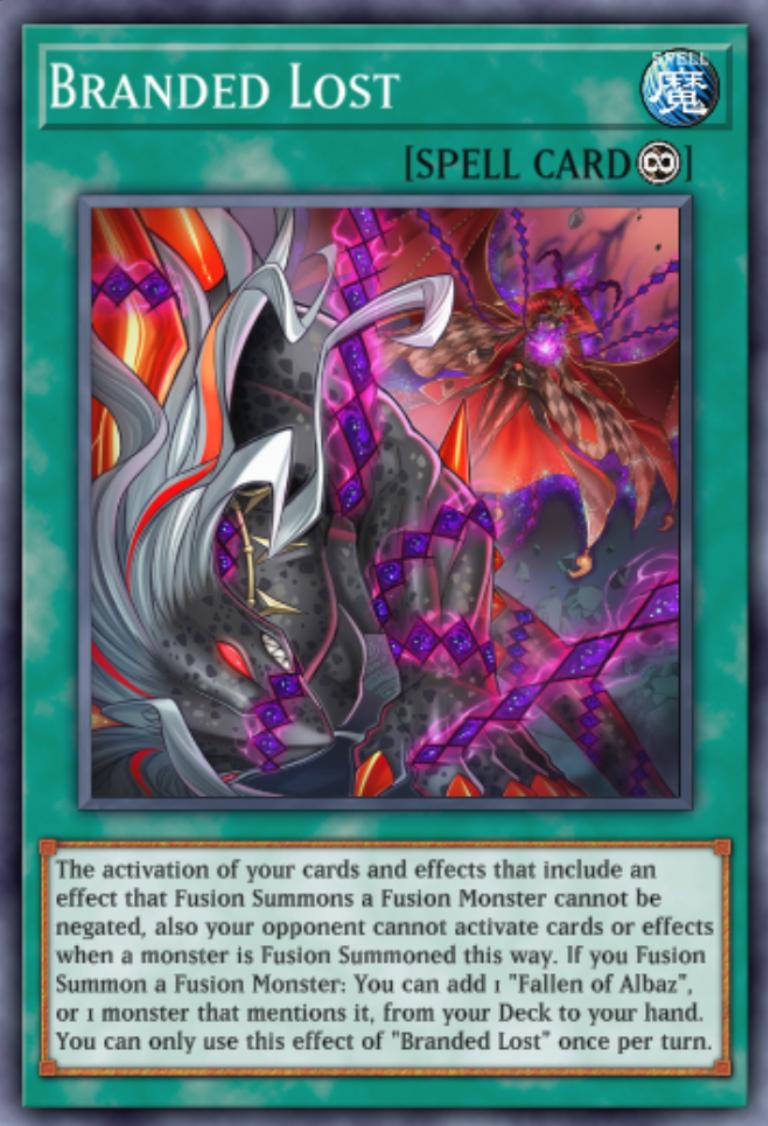 BRANDED LOST
SPELL
魔
[SPELL CARD]
The activation of your cards and effects that include an
effect that Fusion Summons a Fusion Monster cannot be
negated, also your opponent cannot activate cards or effects
when a monster is Fusion Summoned this way. If you Fusion
Summon a Fusion Monster: You can add 1 "Fallen of Albaz",
or 1 monster that mentions it, from your Deck to your hand.
You can only use this effect of "Branded Lost" once per turn.